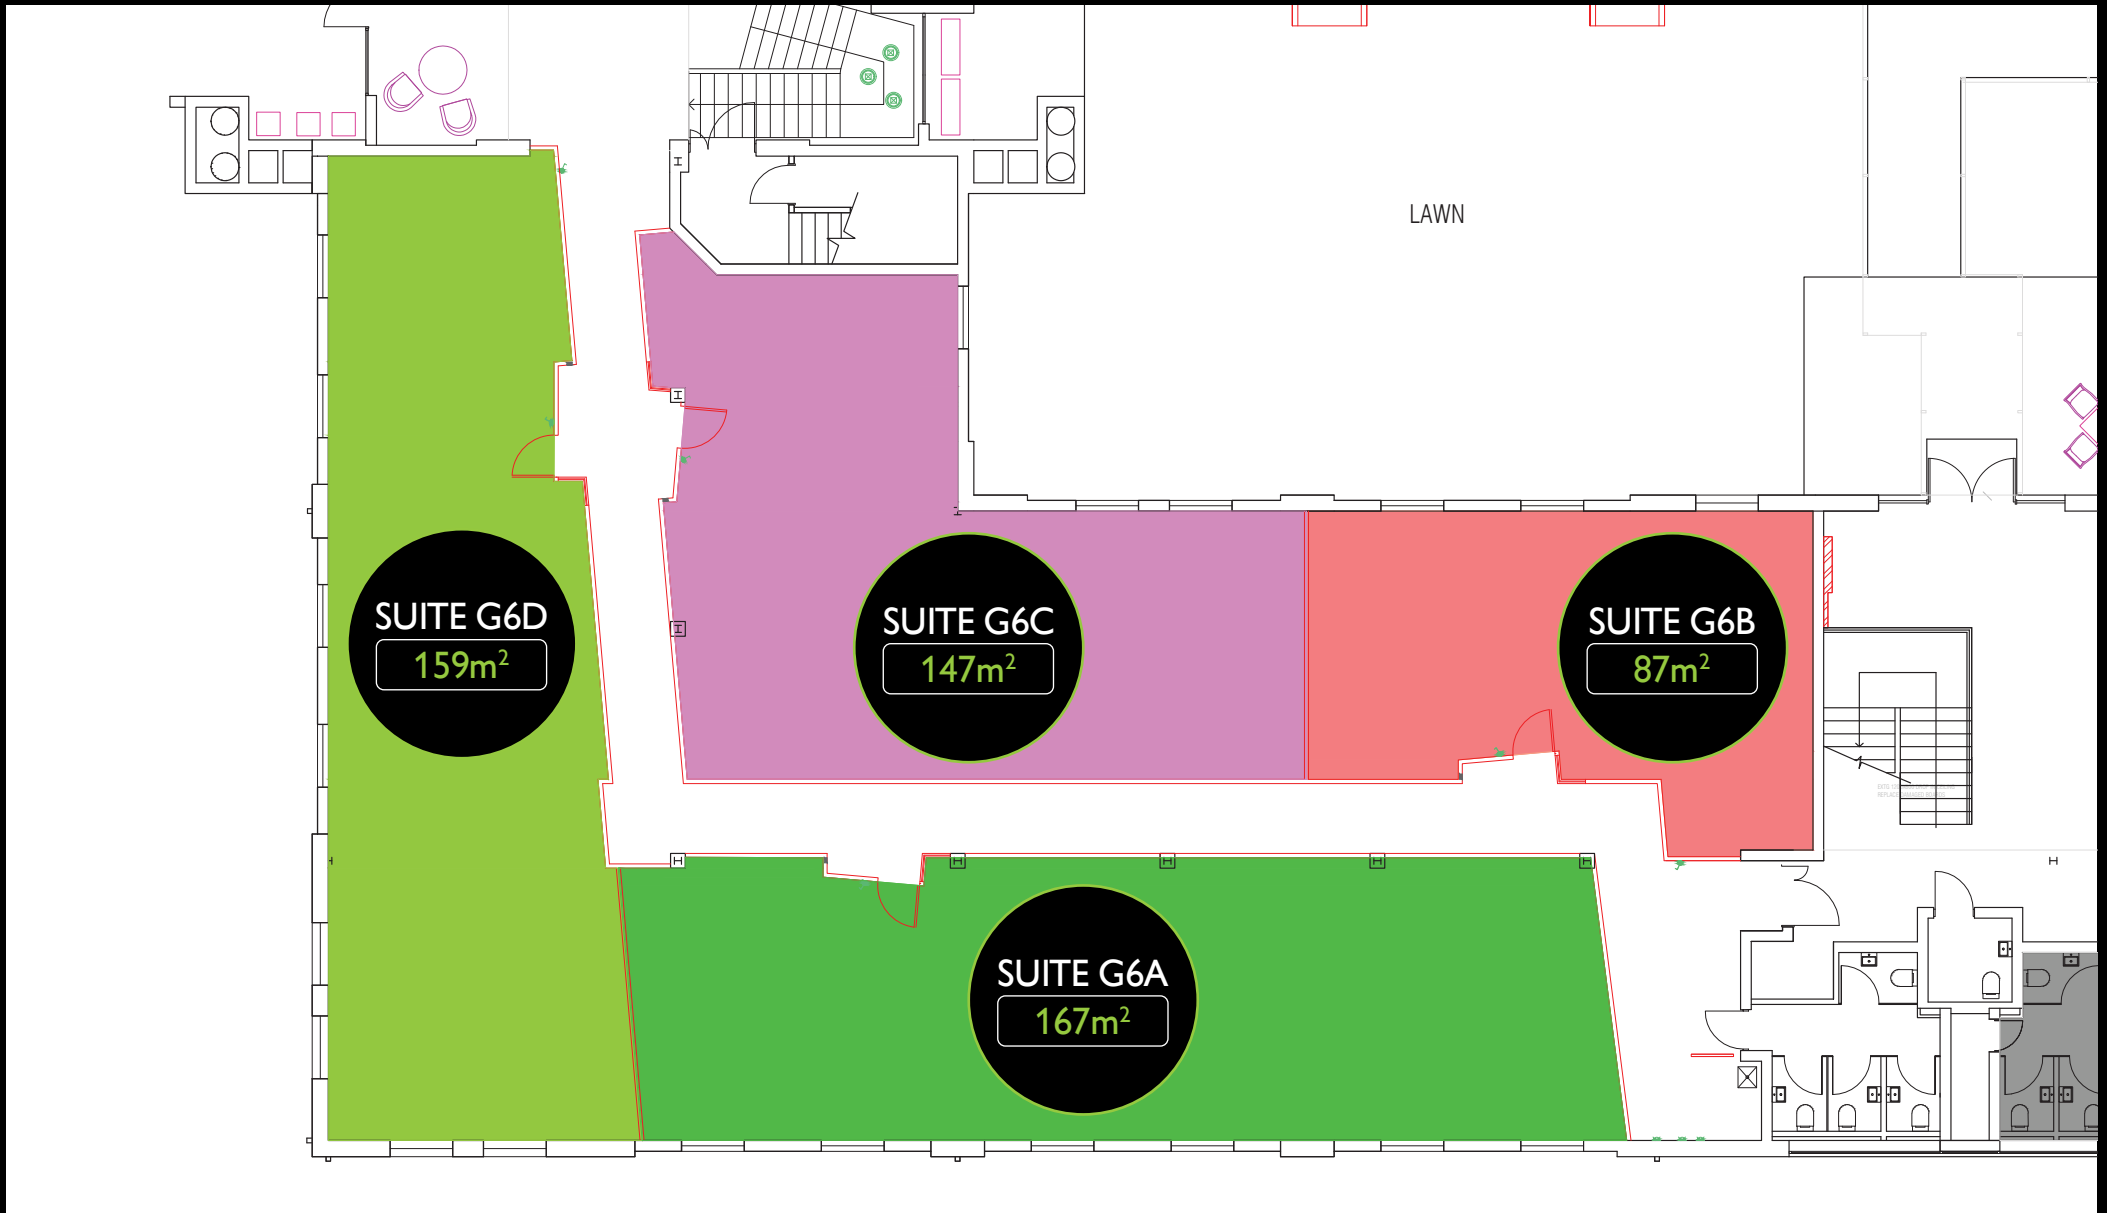 LAWN
SUITE G6D
159m²
SUITE G6C
147m²
SUITE G6B
87m²
SUITE G6A
167m²